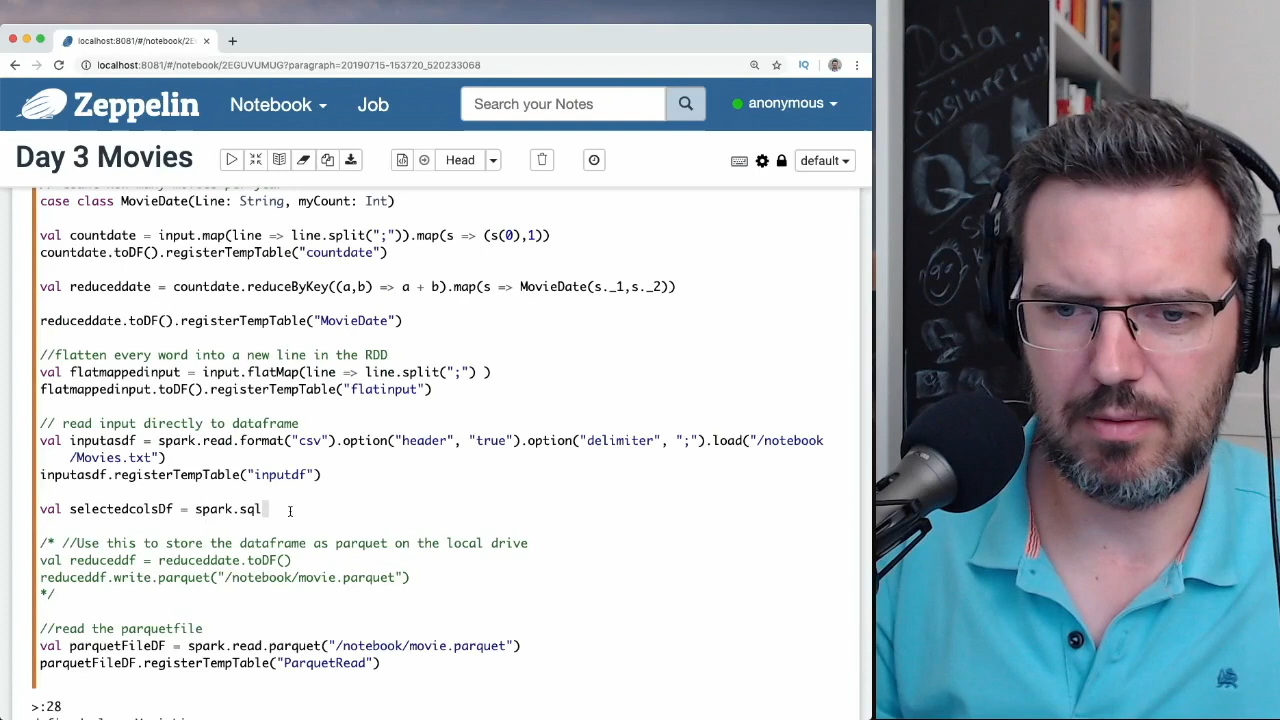 localhost:8081/#/notebook/2E
localhost:8081/#/notebook/2EGUVUMUG?paragraph=20190715-153720_520233068
IQ
Zeppelin
Notebook
Job
Search your Notes
anonymous
Day 3 Movies
Head
default
case class MovieDate(Line: String, myCount: Int)
val countdate = input.map(line => line.split(";")).map(s => (s(0),1))
countdate.toDF().registerTempTable("countdate")
val reduceddate = countdate.reduceByKey((a,b) => a + b).map(s => MovieDate(s._1,s._2))
reduceddate.toDF().registerTempTable("MovieDate")
//flatten every word into a new line in the RDD
val flatmappedinput = input.flatMap(line => line.split(";") )
flatmappedinput.toDF().registerTempTable("flatinput")
// read input directly to dataframe
val inputasdf = spark.read.format("csv").option("header", "true").option("delimiter", ";").load("/notebook
/Movies.txt")
inputasdf.registerTempTable("inputdf")
val selectedcolsDf = spark.sql
/* //Use this to store the dataframe as parquet on the local drive
val reduceddf = reduceddate.toDF()
reduceddf.write.parquet("/notebook/movie.parquet")
*/
//read the parquetfile
val parquetFileDF = spark.read.parquet("/notebook/movie.parquet")
parquetFileDF.registerTempTable("ParquetRead")
>:28
Data
Engineering